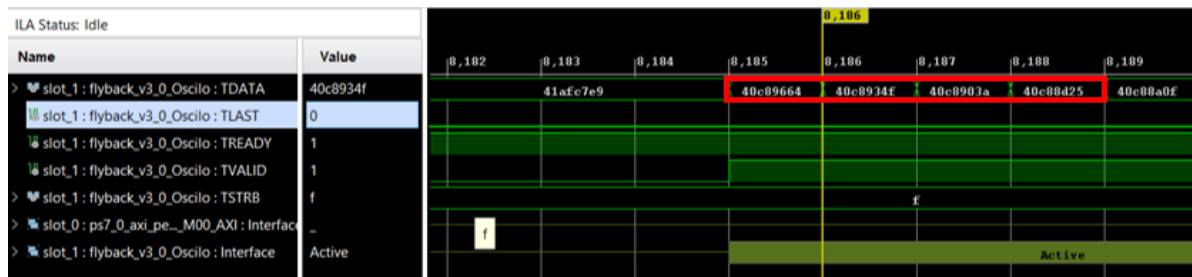 ILA Status: Idle
8,186
Name Value 8,182 8,183 8,184 8,185 8,186 8,187 8,188 8,189
slot_1 : flyback_v3_0_Oscilo : TDATA 40c8934f 41afc7e9 40c89664 40c8934f 40c8903a 40c88d25 40c88a0f
slot_1 : flyback_v3_0_Oscilo : TLAST 0
slot_1 : flyback_v3_0_Oscilo : TREADY 1
slot_1 : flyback_v3_0_Oscilo : TVALID 1
slot_1 : flyback_v3_0_Oscilo : TSTRB f f
slot_0 : ps7_0_axi_pe..._M00_AXI : Interface _ f
slot_1 : flyback_v3_0_Oscilo : Interface Active Active